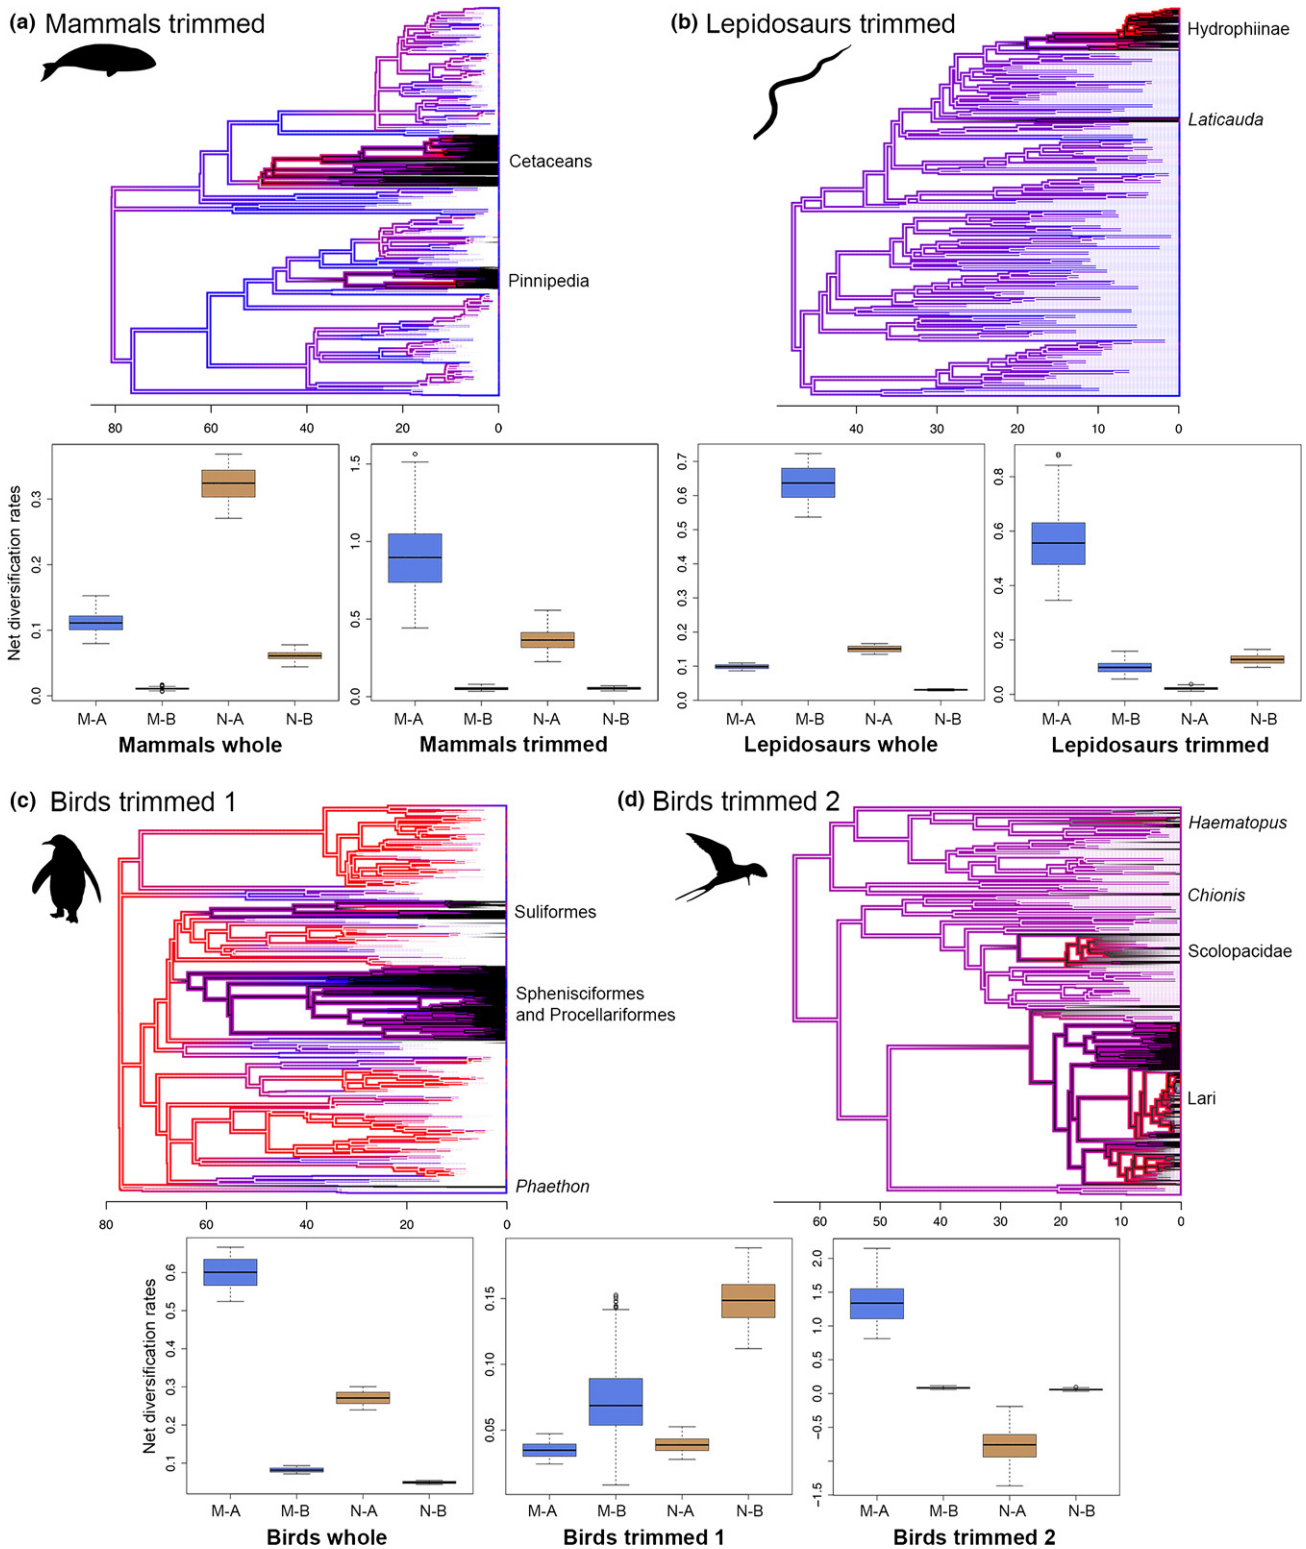 (a) Mammals trimmed
Cetaceans
Pinnipedia
80 60 40 20 0
(b) Lepidosaurs trimmed
Hydrophiinae
Laticauda
40 30 20 10 0
Net diversification rates
0.3
0.2
0.1
0.0
M-A M-B N-A N-B
Mammals whole
1.5
1.0
0.5
0.0
M-A M-B N-A N-B
Mammals trimmed
0.7
0.6
0.5
0.4
0.3
0.2
0.1
0.0
M-A M-B N-A N-B
Lepidosaurs whole
0.8
0.6
0.4
0.2
0.0
M-A M-B N-A N-B
Lepidosaurs trimmed
(c) Birds trimmed 1
Suliformes
Sphenisciformes
and Procellariformes
Phaethon
80 60 40 20 0
(d) Birds trimmed 2
Haematopus
Chionis
Scolopacidae
Lari
60 50 40 30 20 10 0
Net diversification rates
0.6
0.5
0.4
0.3
0.2
0.1
M-A M-B N-A N-B
Birds whole
0.15
0.10
0.05
M-A M-B N-A N-B
Birds trimmed 1
2.0
1.5
1.0
0.5
0.0
−0.5
−1.5
M-A M-B N-A N-B
Birds trimmed 2